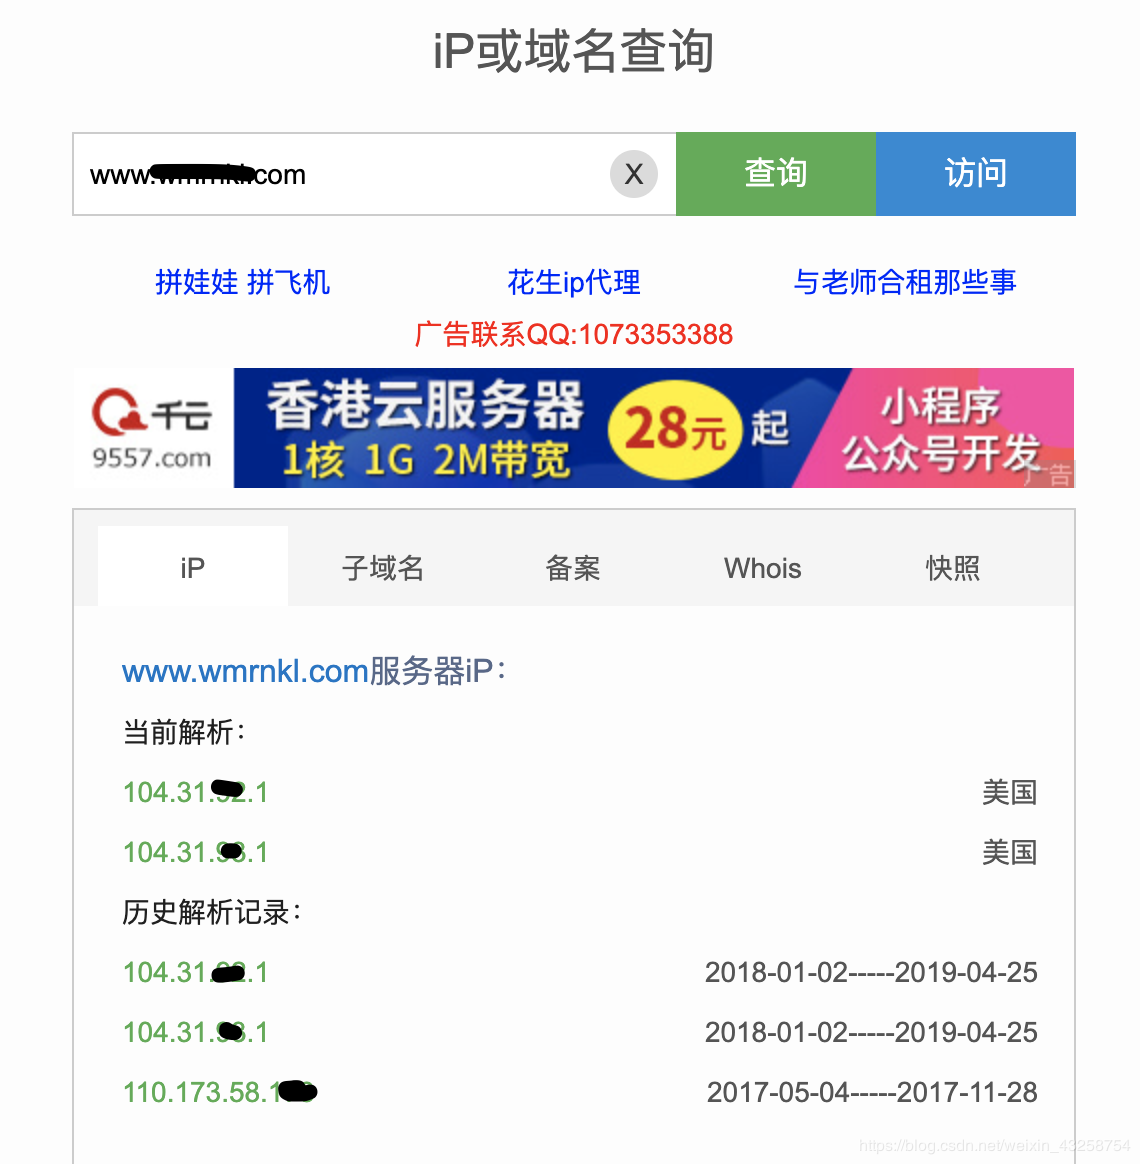 iP或域名查询
www. com X 查询 访问
拼娃娃 拼飞机 花生ip代理 与老师合租那些事
广告联系QQ:1073353388
千云 香港云服务器 28元 起 小程序
9557.com 1核 1G 2M带宽 公众号开发
广告
iP 子域名 备案 Whois 快照
www.wmrnkl.com服务器iP：
当前解析：
104.31. .1 美国
104.31. .1 美国
历史解析记录：
104.31. .1 2018-01-02-----2019-04-25
104.31. .1 2018-01-02-----2019-04-25
110.173.58.1 2017-05-04-----2017-11-28
https://blog.csdn.net/weixin_43258754